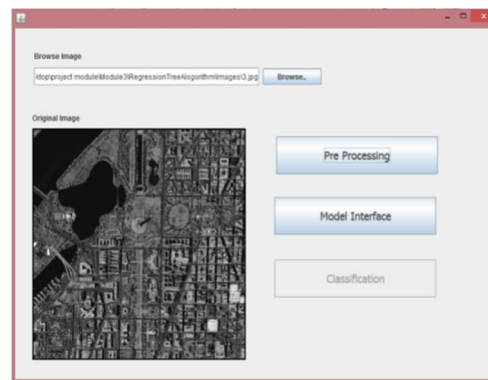 Browse Image
ktop\project module\Module3\RegressionTreeAlogorithm\Images\3.jpg
Browse..
Original Image
Pre Processing
Model Interface
Classification